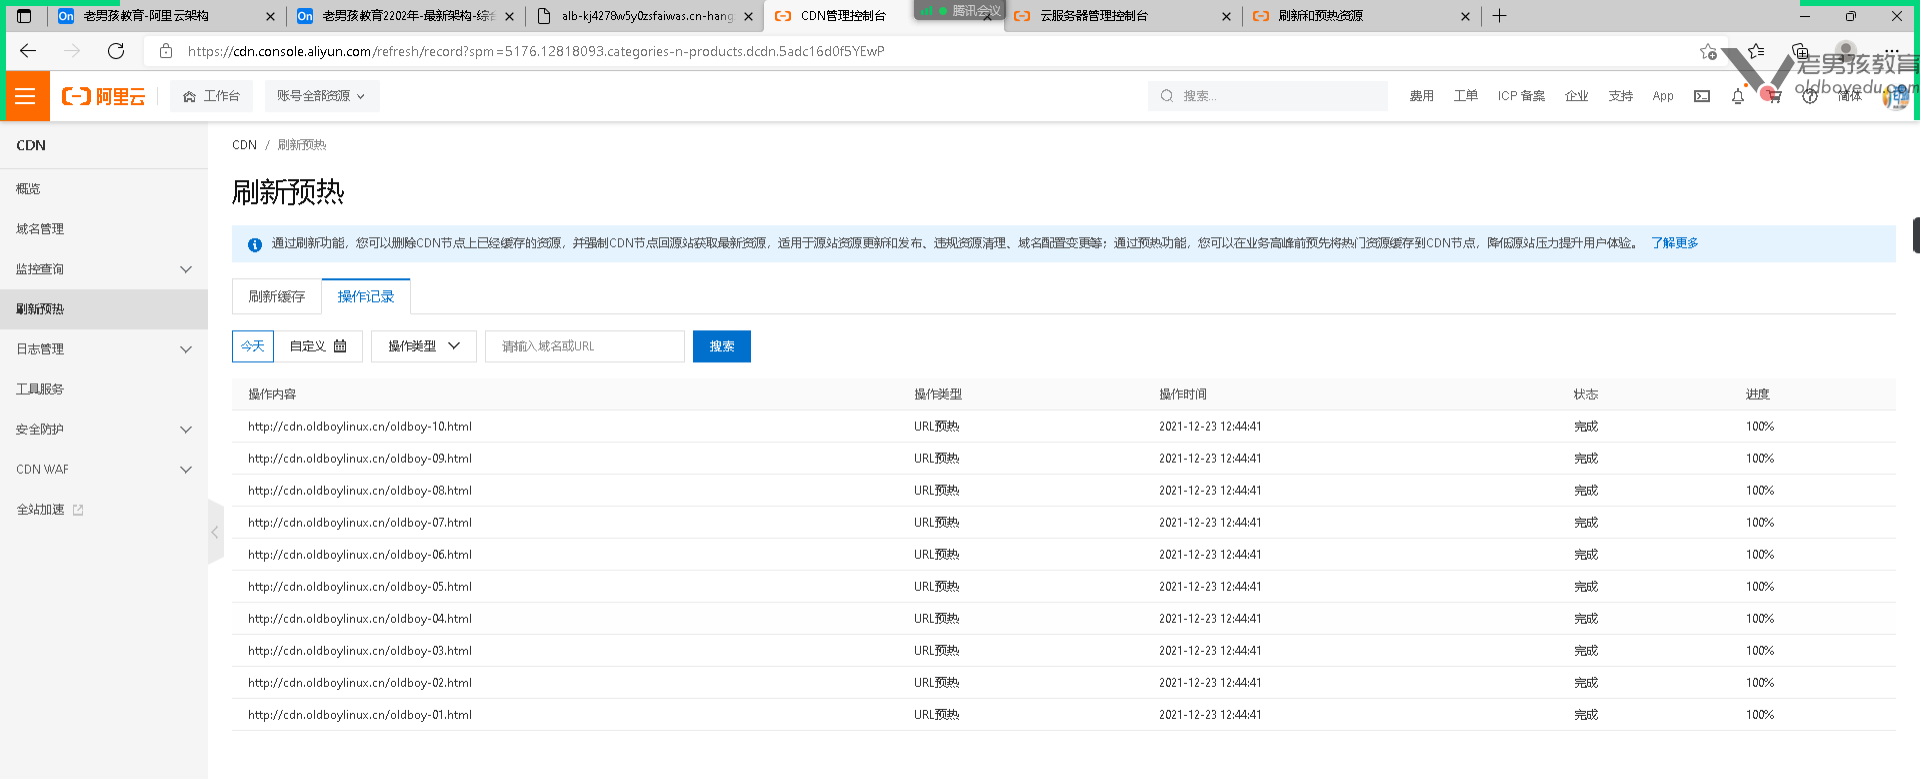 老男孩教育-阿里云架构
老男孩教育2202年-最新架构-综合
alb-kj4278w5y0zsfaiwas.cn-hang
CDN管理控制台
腾讯会议
云服务器管理控制台
刷新和预热资源
https://cdn.console.aliyun.com/refresh/record?spm=5176.12818093.categories-n-products.dcdn.5adc16d0f5YEwP
老男孩教育
oldboyedu.com
阿里云
工作台
账号全部资源
搜索...
费用
工单
ICP 备案
企业
支持
App
简体
CDN
概览
域名管理
监控查询
刷新预热
日志管理
工具服务
安全防护
CDN WAF
全站加速
CDN / 刷新预热
刷新预热
通过刷新功能，您可以删除CDN节点上已经缓存的资源，并强制CDN节点回源站获取最新资源，适用于源站资源更新和发布、违规资源清理、域名配置变更等；通过预热功能，您可以在业务高峰前预先将热门资源缓存到CDN节点，降低源站压力提升用户体验。 了解更多
刷新缓存 操作记录
今天 自定义 操作类型 请输入域名或URL 搜索
操作内容 操作类型 操作时间 状态 进度
http://cdn.oldboylinux.cn/oldboy-10.html URL预热 2021-12-23 12:44:41 完成 100%
http://cdn.oldboylinux.cn/oldboy-09.html URL预热 2021-12-23 12:44:41 完成 100%
http://cdn.oldboylinux.cn/oldboy-08.html URL预热 2021-12-23 12:44:41 完成 100%
http://cdn.oldboylinux.cn/oldboy-07.html URL预热 2021-12-23 12:44:41 完成 100%
http://cdn.oldboylinux.cn/oldboy-06.html URL预热 2021-12-23 12:44:41 完成 100%
http://cdn.oldboylinux.cn/oldboy-05.html URL预热 2021-12-23 12:44:41 完成 100%
http://cdn.oldboylinux.cn/oldboy-04.html URL预热 2021-12-23 12:44:41 完成 100%
http://cdn.oldboylinux.cn/oldboy-03.html URL预热 2021-12-23 12:44:41 完成 100%
http://cdn.oldboylinux.cn/oldboy-02.html URL预热 2021-12-23 12:44:41 完成 100%
http://cdn.oldboylinux.cn/oldboy-01.html URL预热 2021-12-23 12:44:41 完成 100%